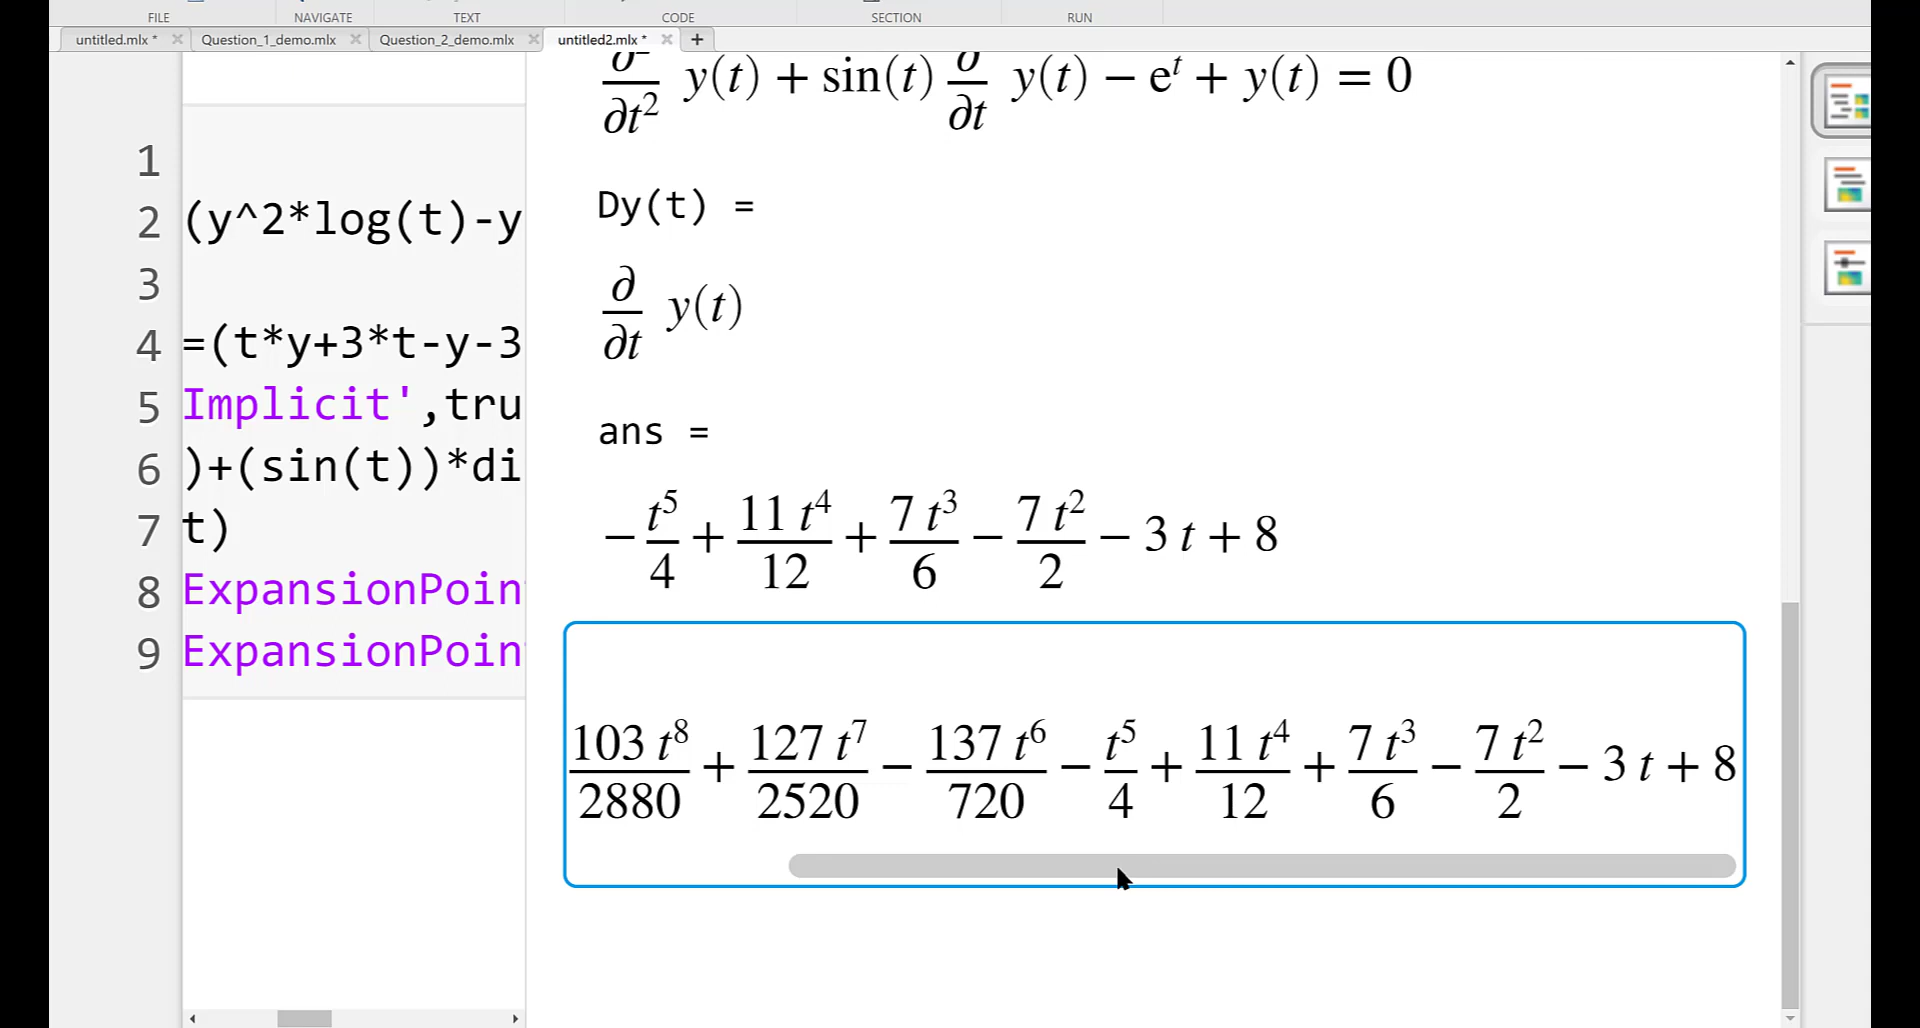 FILE NAVIGATE TEXT CODE SECTION RUN
untitled.mlx * × Question_1_demo.mlx × Question_2_demo.mlx × untitled2.mlx * × +
1
2 (y^2*log(t)-y
3
4 =(t*y+3*t-y-3
5 Implicit',tru
6 )+(sin(t))*di
7 t)
8 ExpansionPoin
9 ExpansionPoin
∂²/∂t² y(t) + sin(t) ∂/∂t y(t) − eᵗ + y(t) = 0
Dy(t) =
∂/∂t y(t)
ans =
− t⁵/4 + 11 t⁴/12 + 7 t³/6 − 7 t²/2 − 3 t + 8
103 t⁸/2880 + 127 t⁷/2520 − 137 t⁶/720 − t⁵/4 + 11 t⁴/12 + 7 t³/6 − 7 t²/2 − 3 t + 8